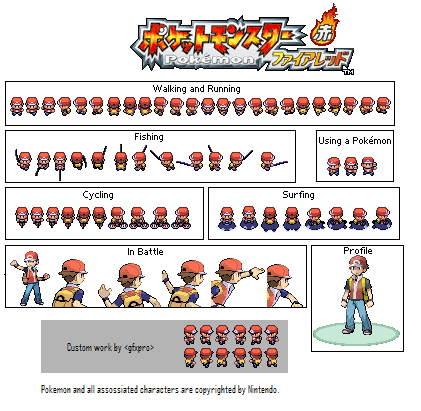 ポケットモンスター
赤
Pokémon
ファイアレッド
TM
Walking and Running
Fishing
Using a Pokémon
Cycling
Surfing
In Battle
Profile
Custom work by <gfxpro>
Pokemon and all assossiated characters are copyrighted by Nintendo.